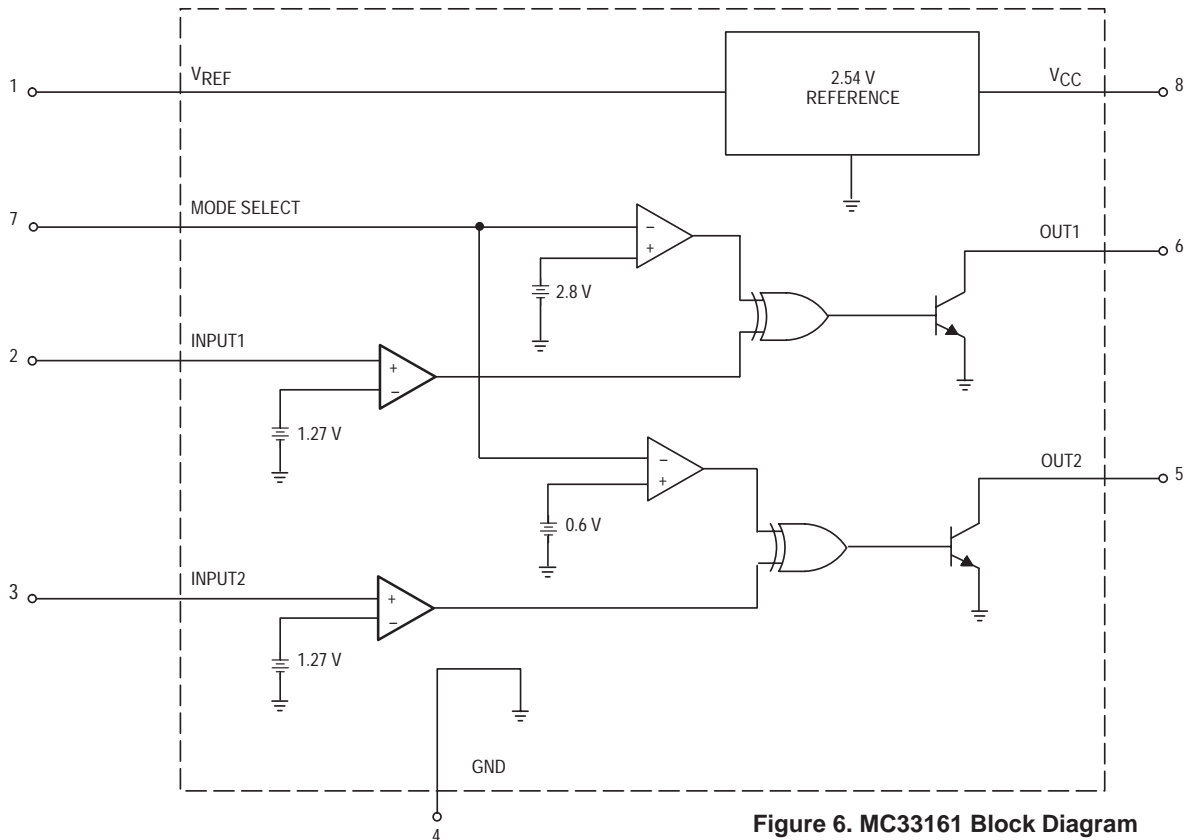 1
VREF
2.54 V
REFERENCE
VCC
8
7
MODE SELECT
−
+
2.8 V
OUT1
6
2
INPUT1
+
−
1.27 V
−
+
0.6 V
OUT2
5
3
INPUT2
+
−
1.27 V
GND
4
Figure 6. MC33161 Block Diagram